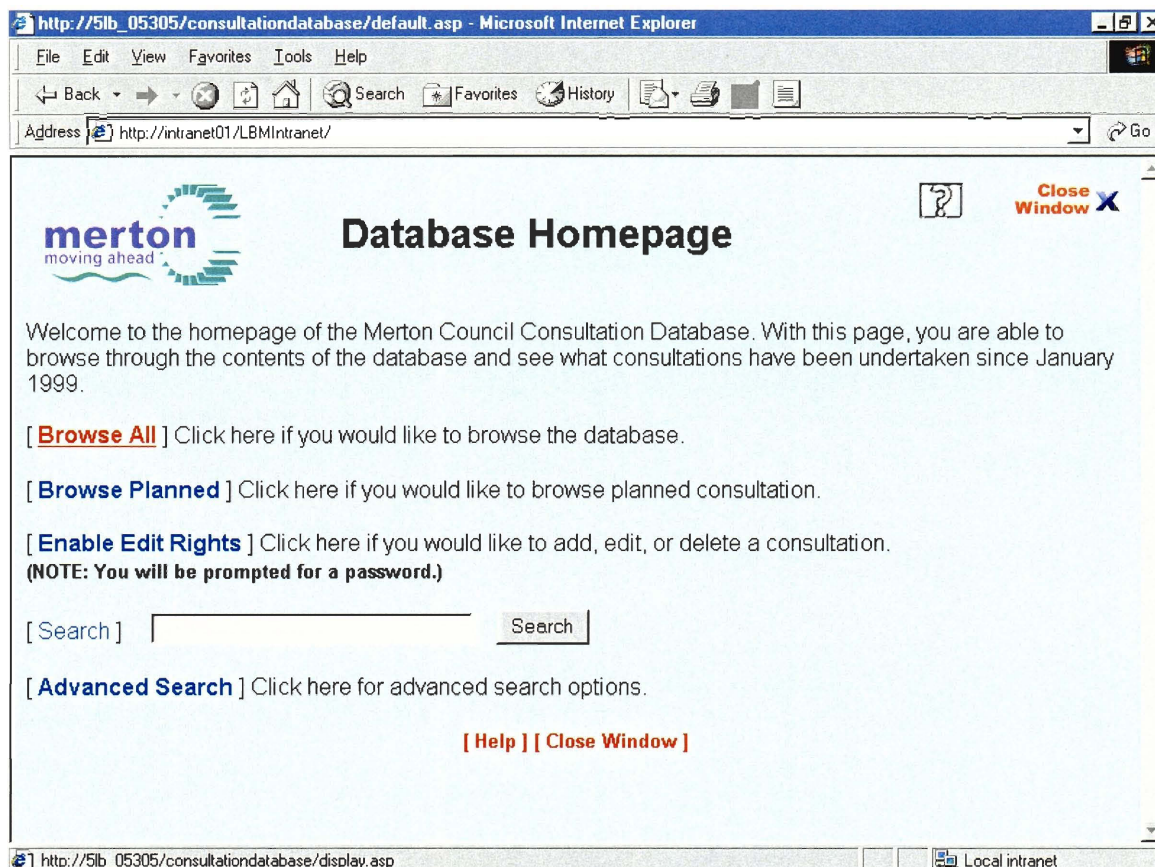 http://5lb_05305/consultationdatabase/default.asp - Microsoft Internet Explorer
File Edit View Favorites Tools Help
Back Search Favorites History
Address http://intranet01/LBMIntranet/ Go
Close
Window X
merton
moving ahead
Database Homepage
Welcome to the homepage of the Merton Council Consultation Database. With this page, you are able to
browse through the contents of the database and see what consultations have been undertaken since January
1999.
[ Browse All ] Click here if you would like to browse the database.
[ Browse Planned ] Click here if you would like to browse planned consultation.
[ Enable Edit Rights ] Click here if you would like to add, edit, or delete a consultation.
(NOTE: You will be prompted for a password.)
[ Search ] Search
[ Advanced Search ] Click here for advanced search options.
[ Help ] [ Close Window ]
http://5lb_05305/consultationdatabase/display.asp Local intranet